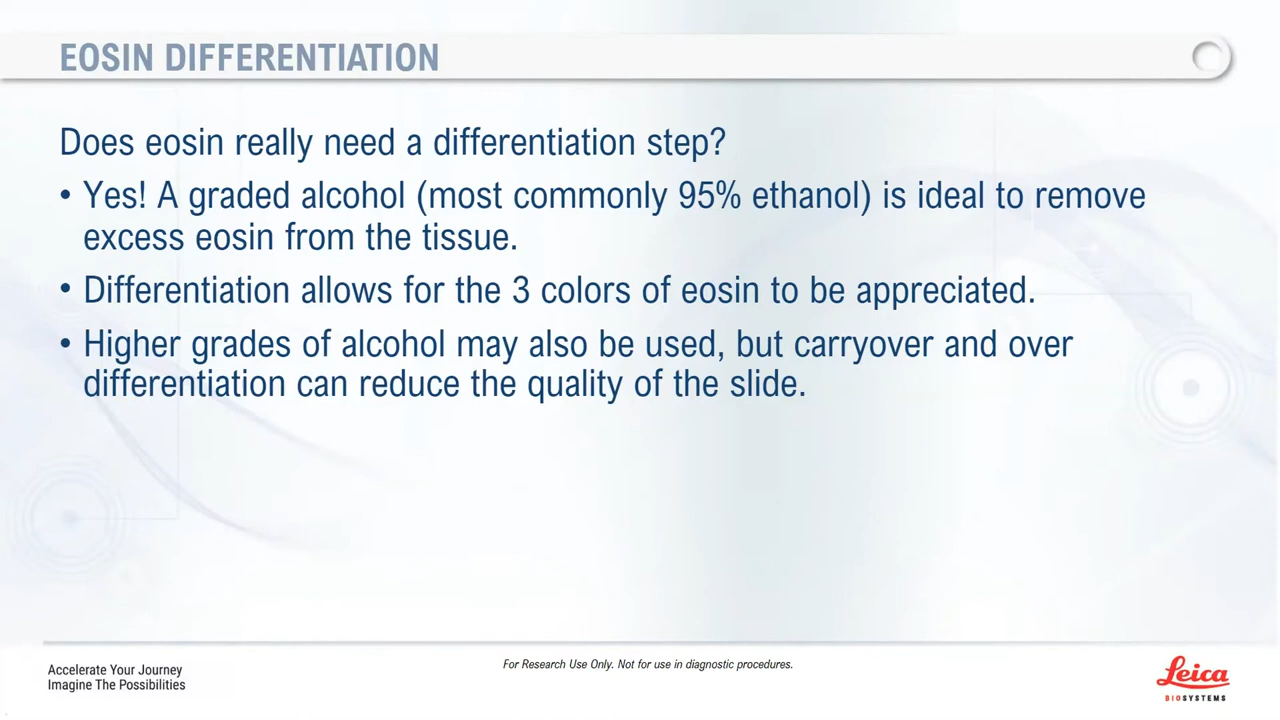 EOSIN DIFFERENTIATION
Does eosin really need a differentiation step?
• Yes! A graded alcohol (most commonly 95% ethanol) is ideal to remove
excess eosin from the tissue.
• Differentiation allows for the 3 colors of eosin to be appreciated.
• Higher grades of alcohol may also be used, but carryover and over
differentiation can reduce the quality of the slide.
Accelerate Your Journey
Imagine The Possibilities
For Research Use Only. Not for use in diagnostic procedures.
Leica
BIOSYSTEMS